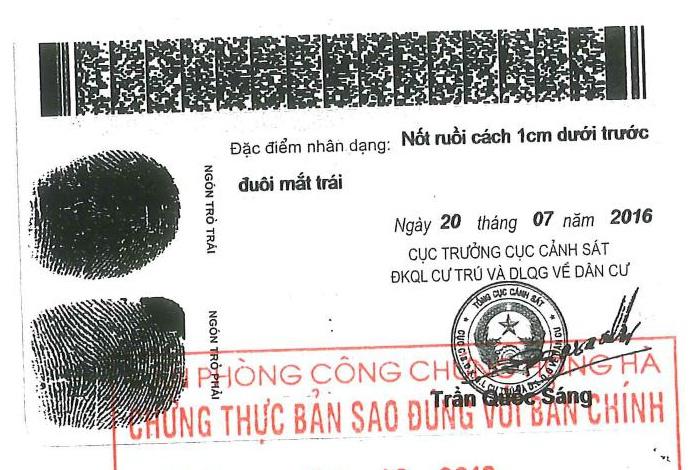 Đặc điểm nhân dạng: Nốt ruồi cách 1cm dưới trước
đuôi mắt trái
NGÓN TRỎ TRÁI
Ngày 20 tháng 07 năm 2016
CỤC TRƯỞNG CỤC CẢNH SÁT
ĐKQL CƯ TRÚ VÀ DLQG VỀ DÂN CƯ
TỔNG CỤC CẢNH SÁT
NGÓN TRỎ PHẢI
PHÒNG CÔNG CHỨNG HÀ
Trần Quốc Sáng
CHỨNG THỰC BẢN SAO ĐÚNG VỚI BẢN CHÍNH